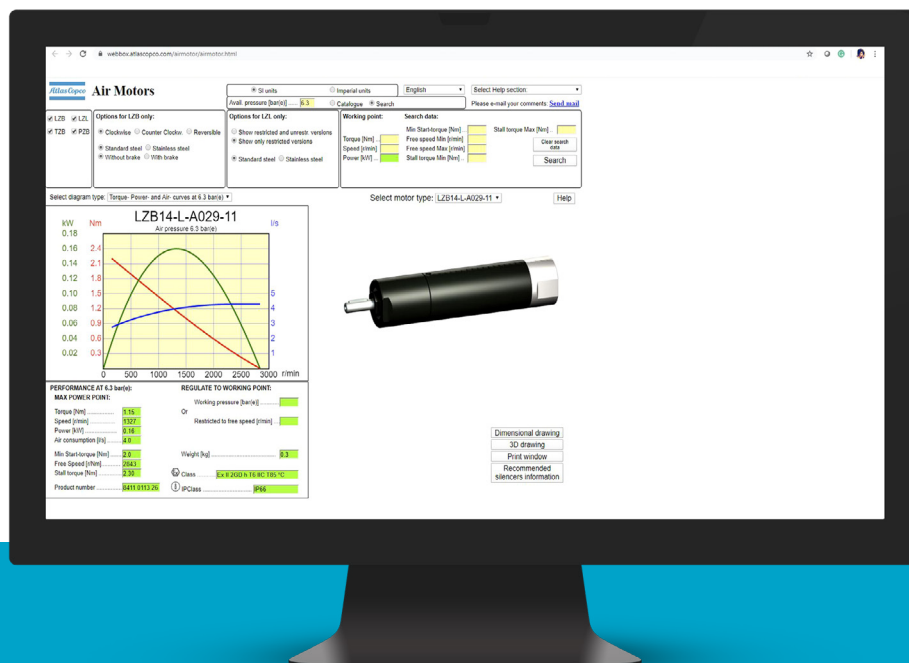 webbox.atlascopco.com/airmotor/airmotor.html
Atlas Copco Air Motors
SI units Imperial units English Select Help section:
Avail. pressure [bar(e)] ...... 6.3 Catalogue Search Please e-mail your comments: Send mail
LZB LZL
TZB PZB
Options for LZB only:
Clockwise Counter Clockw. Reversible
Standard steel Stainless steel
Without brake With brake
Options for LZL only:
Show restricted and unrestr. versions
Show only restricted versions
Standard steel Stainless steel
Working point:
Torque [Nm] ...
Speed [r/min]
Power [kW] ...
Search data:
Min Start-torque [Nm] ...
Free speed Min [r/min]
Free speed Max [r/min]
Stall torque Min [Nm] ..
Stall torque Max [Nm] ..
Clear search
data
Search
Select diagram type: Torque- Power- and Air- curves at 6.3 bar(e)
Select motor type: LZB14-L-A029-11
Help
LZB14-L-A029-11
Air pressure 6.3 bar(e)
kW Nm l/s
0.18
0.16 2.4
0.14 2.1
0.12 1.8
0.10 1.5 5
0.08 1.2 4
0.06 0.9 3
0.04 0.6 2
0.02 0.3 1
0 500 1000 1500 2000 2500 3000 r/min
PERFORMANCE AT 6.3 bar(e):
MAX POWER POINT:
Torque [Nm] ............... 1.15
Speed [r/min] ............... 1327
Power [kW] ............... 0.16
Air consumption [l/s] ......... 4.0
Min Start-torque [Nm] ..... 2.0
Free Speed [r/Nm] ......... 2843
Stall torque [Nm] ......... 2.30
Product number ............ 8411 0113 26
REGULATE TO WORKING POINT:
Working pressure [bar(e)] .........
Or
Restricted to free speed [r/min] ...
Weight [kg] ......... 0.3
Class ......... Ex II 2GD h T6 IIC T85 °C
IPClass ......... IP66
Dimensional drawing
3D drawing
Print window
Recommended
silencers information